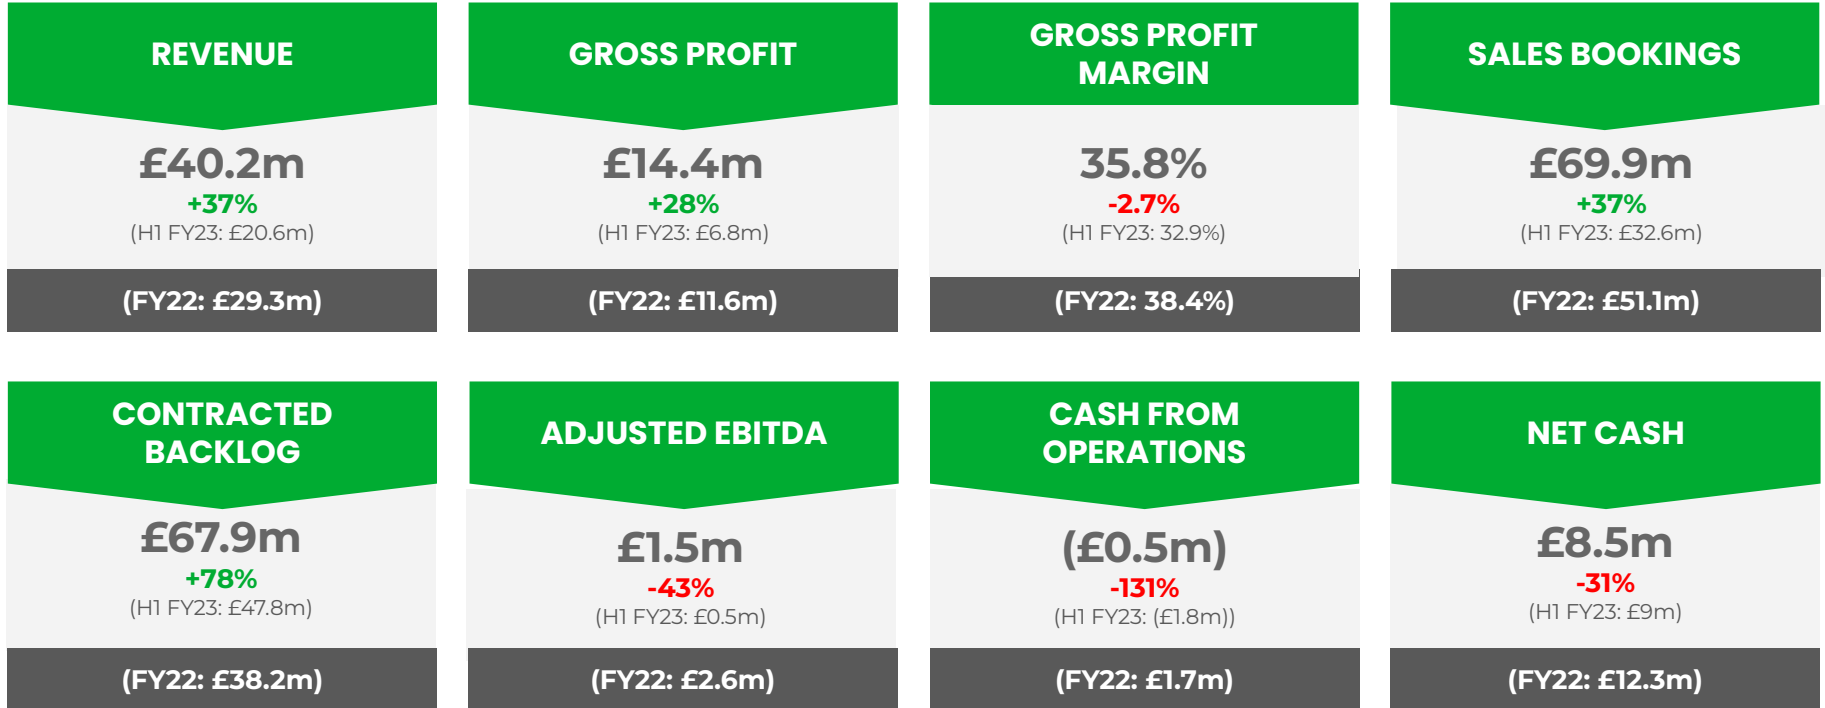 REVENUE
£40.2m
+37%
(H1 FY23: £20.6m)
(FY22: £29.3m)
GROSS PROFIT
£14.4m
+28%
(H1 FY23: £6.8m)
(FY22: £11.6m)
GROSS PROFIT
MARGIN
35.8%
-2.7%
(H1 FY23: 32.9%)
(FY22: 38.4%)
SALES BOOKINGS
£69.9m
+37%
(H1 FY23: £32.6m)
(FY22: £51.1m)
CONTRACTED
BACKLOG
£67.9m
+78%
(H1 FY23: £47.8m)
(FY22: £38.2m)
ADJUSTED EBITDA
£1.5m
-43%
(H1 FY23: £0.5m)
(FY22: £2.6m)
CASH FROM
OPERATIONS
(£0.5m)
-131%
(H1 FY23: (£1.8m))
(FY22: £1.7m)
NET CASH
£8.5m
-31%
(H1 FY23: £9m)
(FY22: £12.3m)